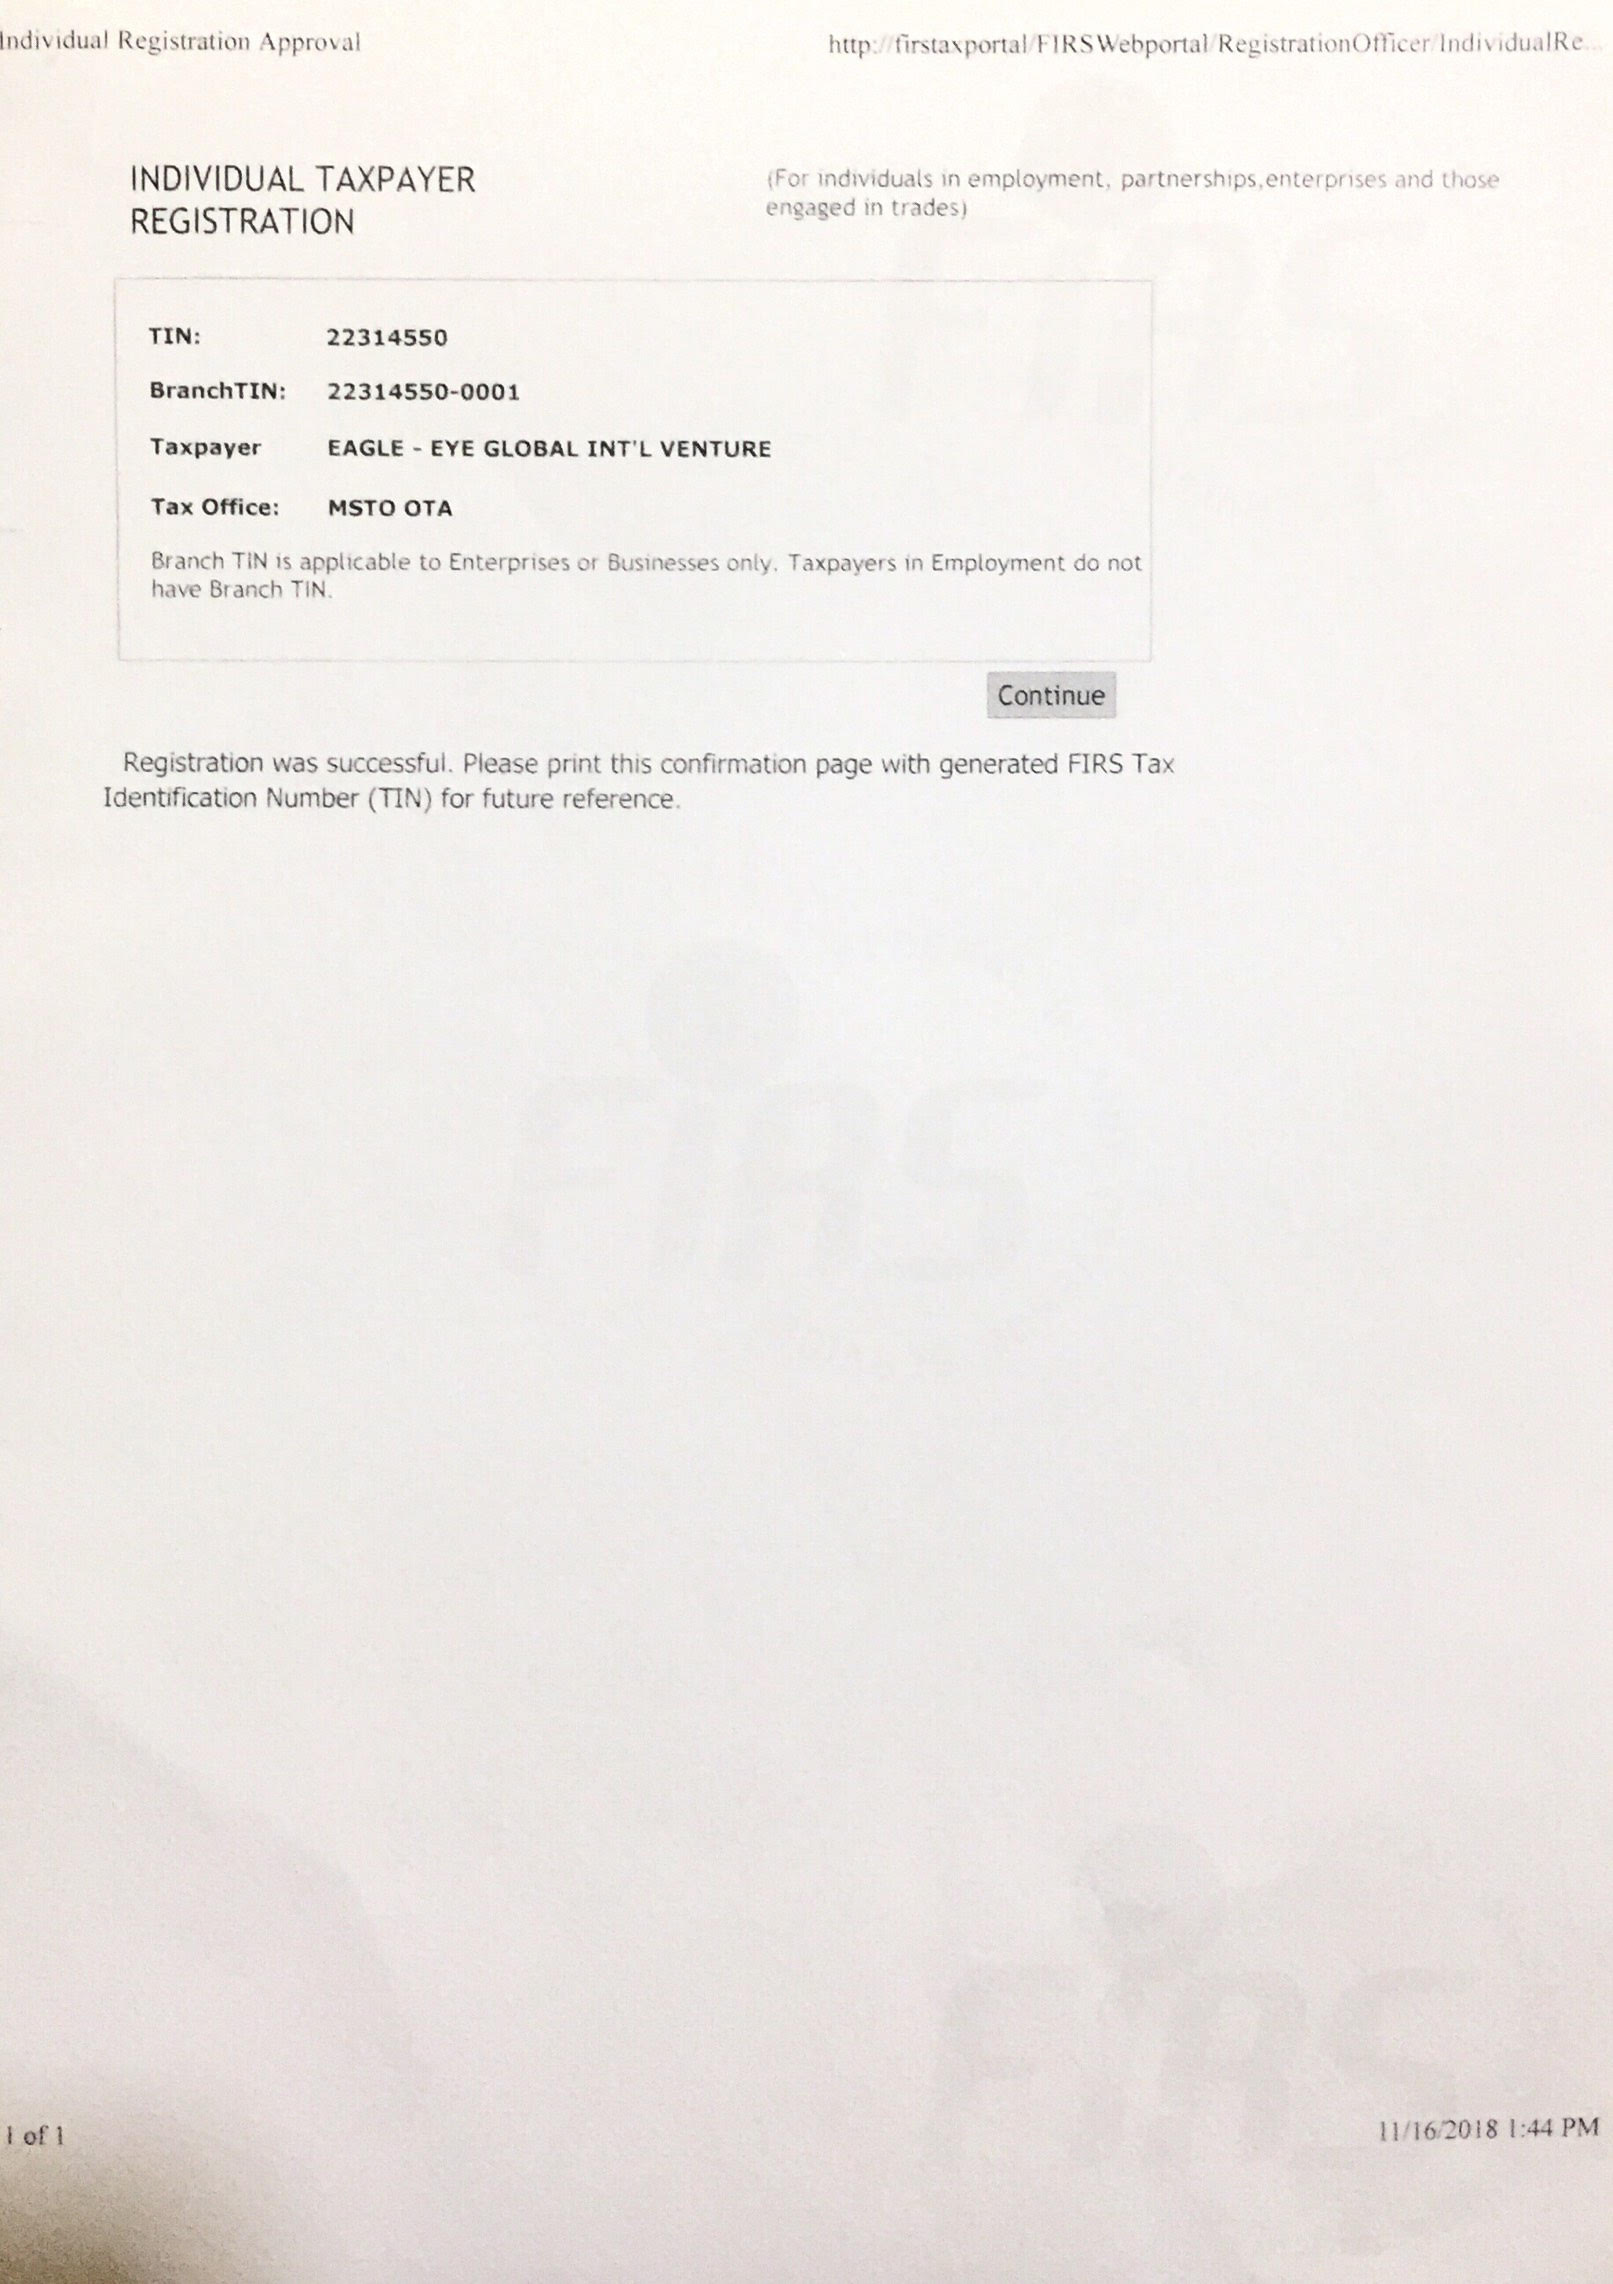 Individual Registration Approval
http://firstaxportal/FIRSWebportal/RegistrationOfficer/IndividualRe...
INDIVIDUAL TAXPAYER
REGISTRATION
(For individuals in employment, partnerships,enterprises and those
engaged in trades)
TIN: 22314550
BranchTIN: 22314550-0001
Taxpayer EAGLE - EYE GLOBAL INT'L VENTURE
Tax Office: MSTO OTA
Branch TIN is applicable to Enterprises or Businesses only. Taxpayers in Employment do not
have Branch TIN.
Continue
Registration was successful. Please print this confirmation page with generated FIRS Tax
Identification Number (TIN) for future reference.
FIRS
FIRS
1 of 1
11/16/2018 1:44 PM